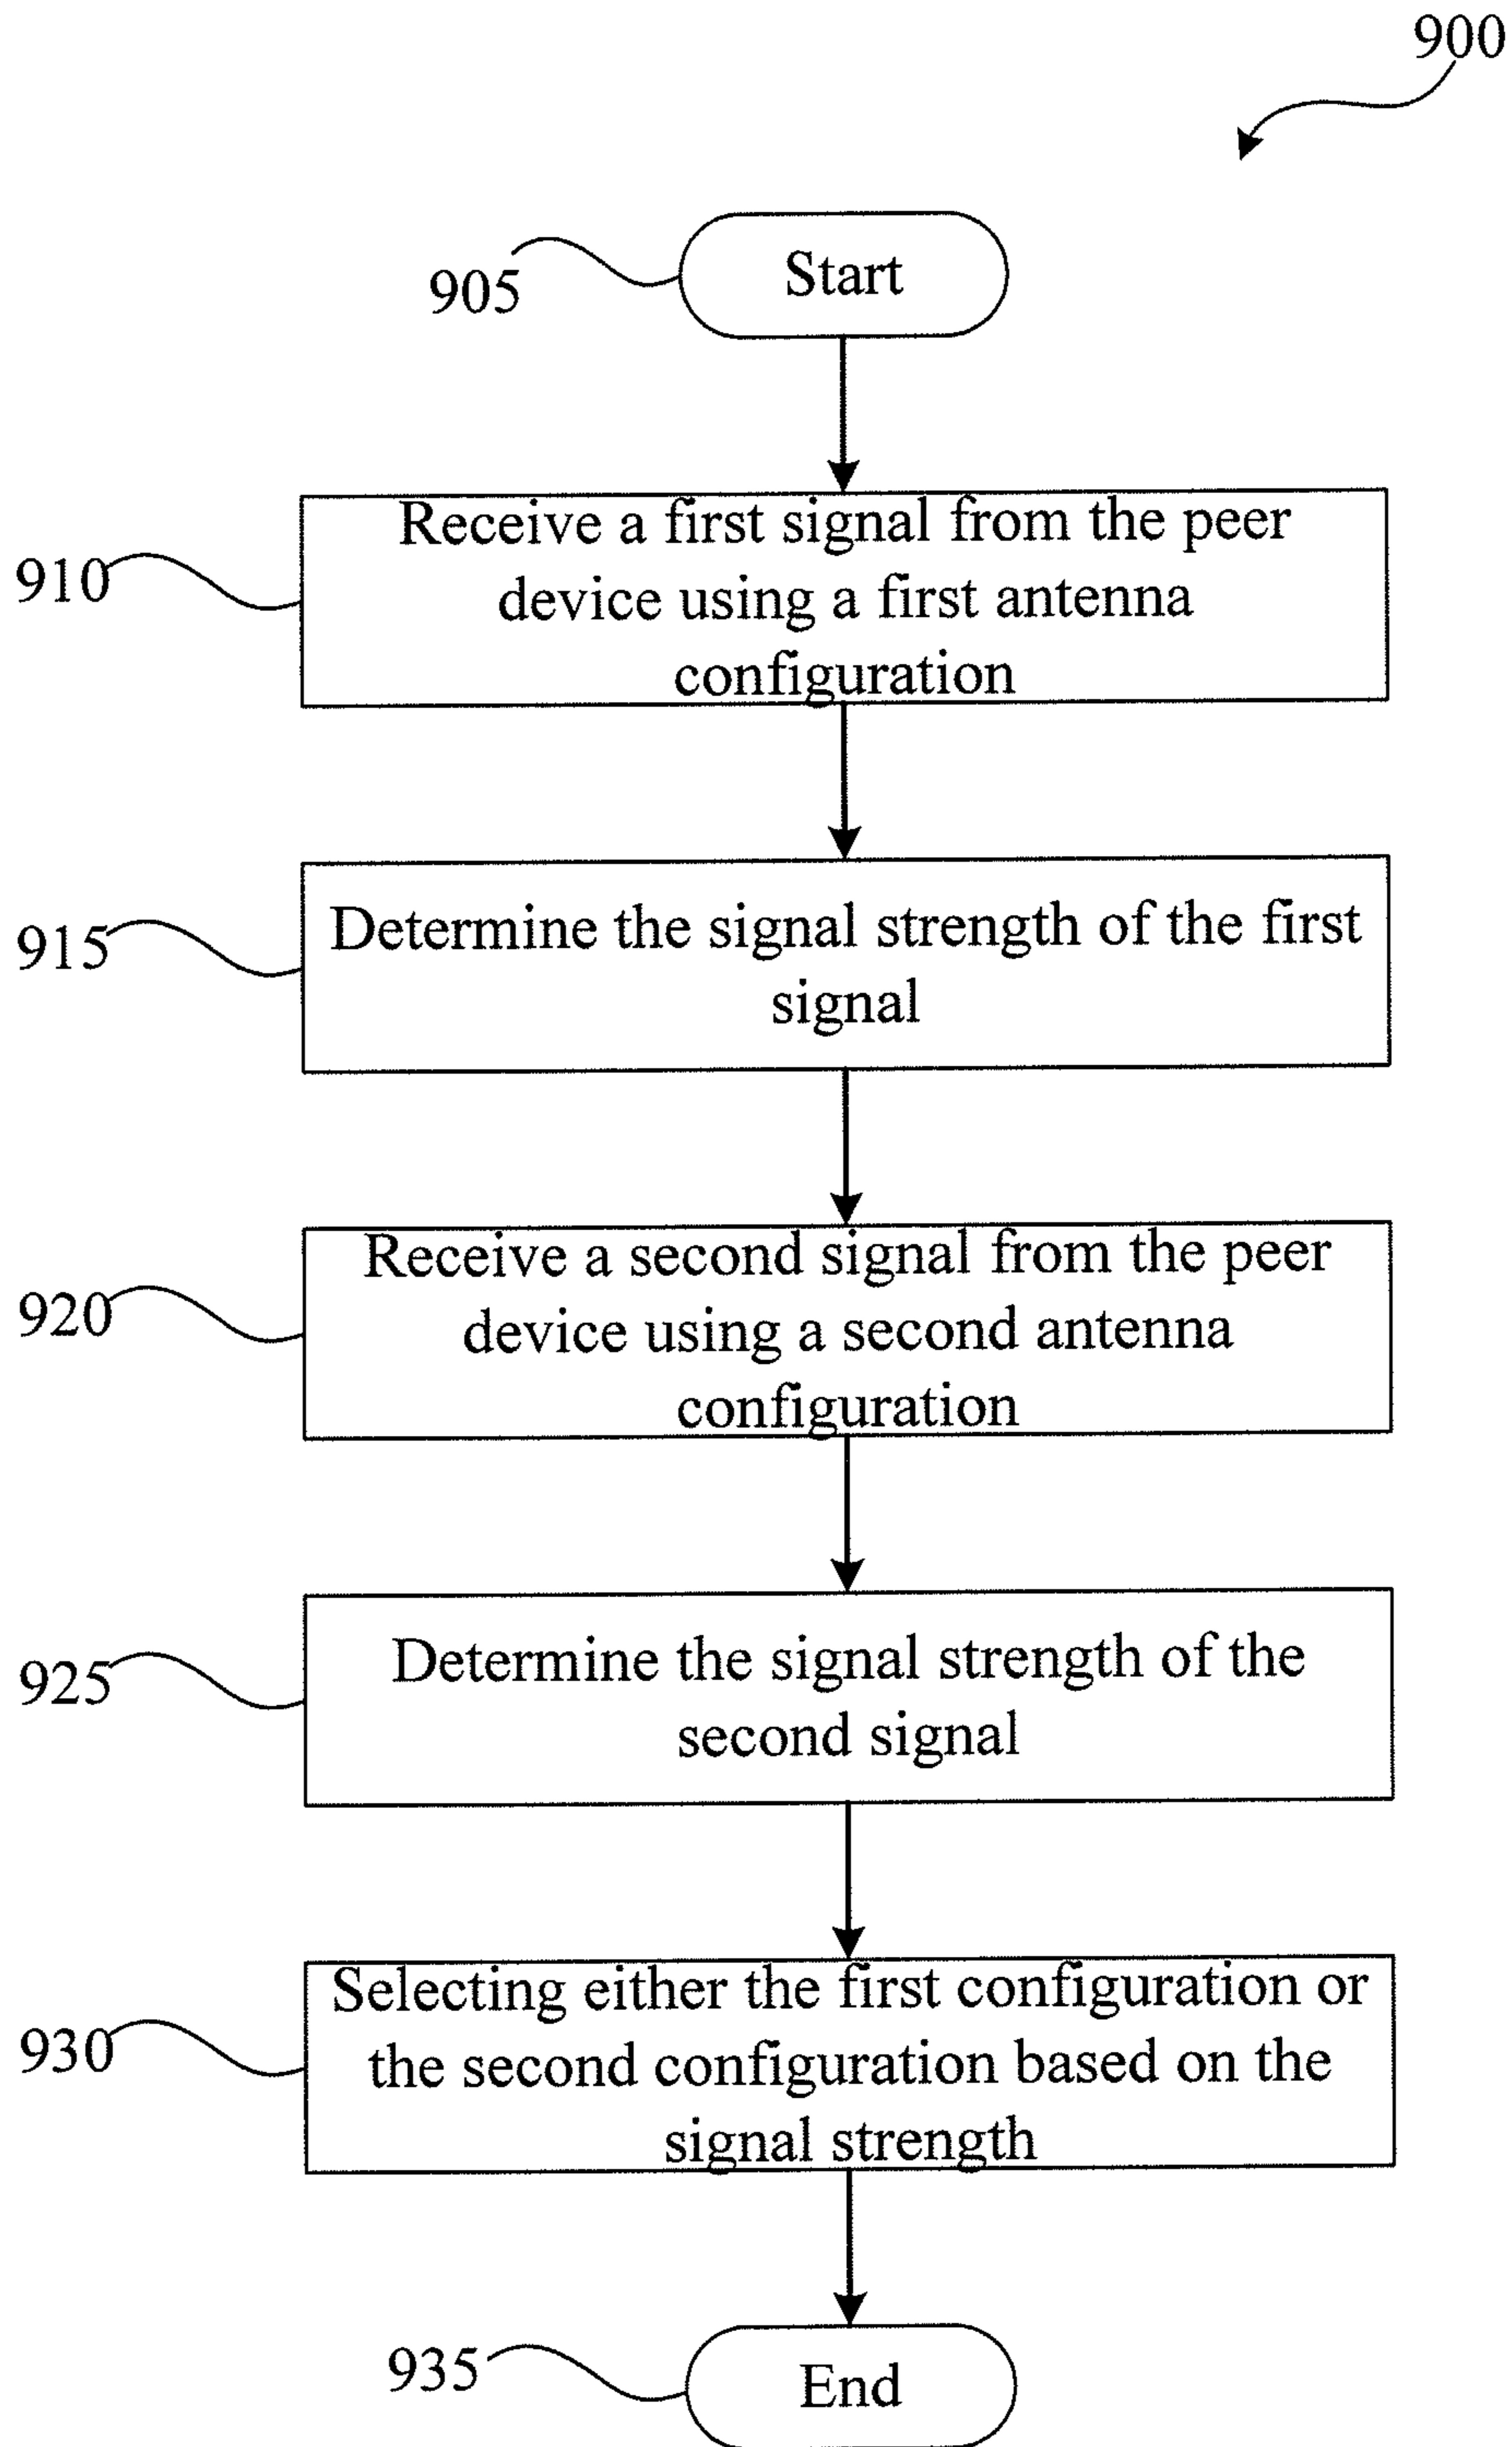 900
905
Start
910
Receive a first signal from the peer
device using a first antenna
configuration
915
Determine the signal strength of the first
signal
920
Receive a second signal from the peer
device using a second antenna
configuration
925
Determine the signal strength of the
second signal
930
Selecting either the first configuration or
the second configuration based on the
signal strength
935
End